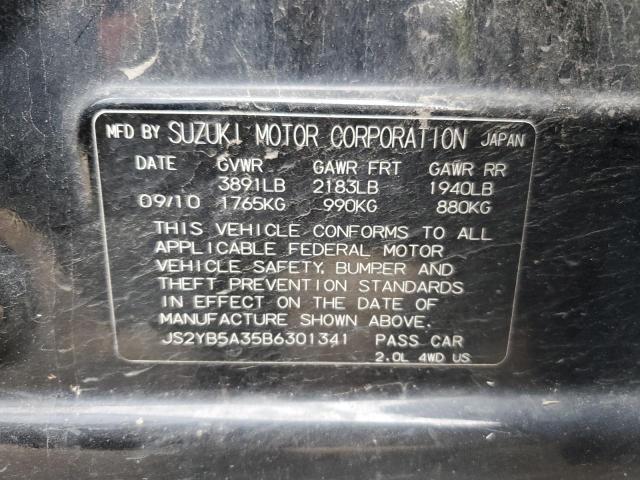 MFD BY SUZUKI MOTOR CORPORATION JAPAN
DATE GVWR GAWR FRT GAWR RR
3891LB 2183LB 1940LB
09/10 1765KG 990KG 880KG
THIS VEHICLE CONFORMS TO ALL
APPLICABLE FEDERAL MOTOR
VEHICLE SAFETY, BUMPER AND
THEFT PREVENTION STANDARDS
IN EFFECT ON THE DATE OF
MANUFACTURE SHOWN ABOVE.
JS2YB5A35B6301341 PASS CAR
2.0L 4WD US